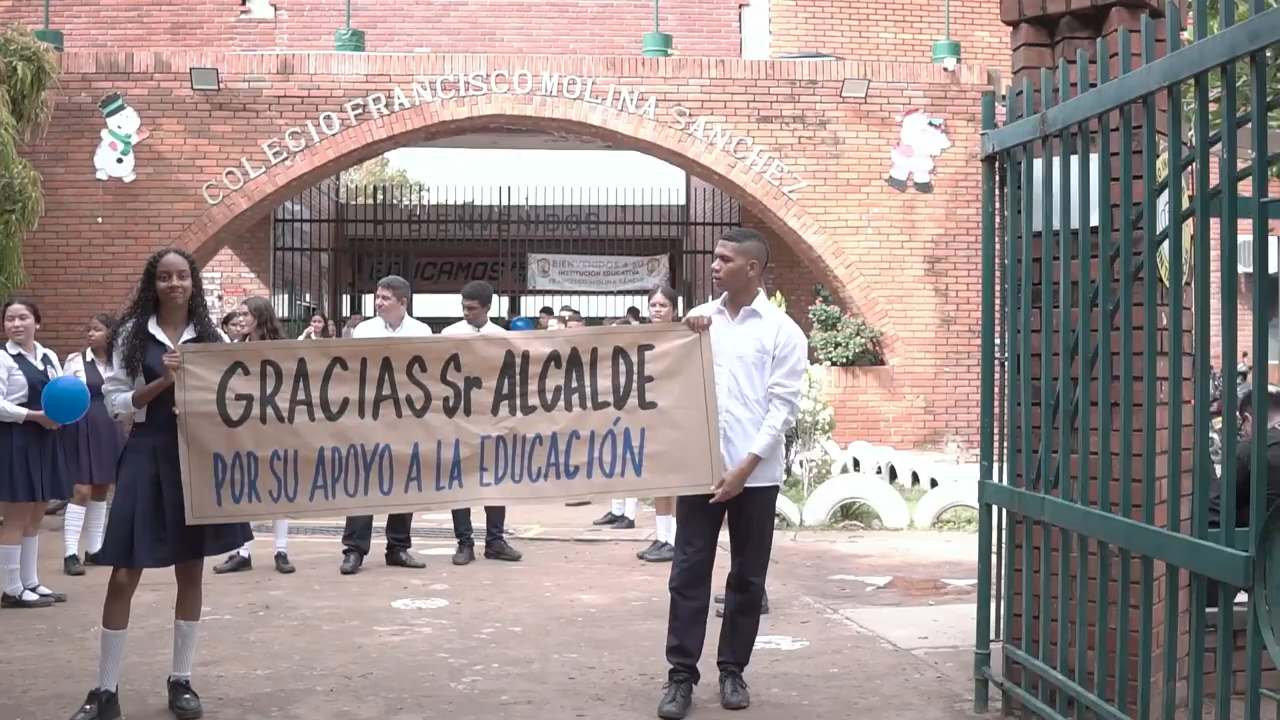 COLEGIO FRANCISCO MOLINA SANCHEZ
BIENVENIDOS
EDUCAMOS
BIENVENIDOS A SU
INSTITUCIÓN EDUCATIVA
FRANCISCO MOLINA SÁNCHEZ
GRACIAS Sr ALCALDE
POR SU APOYO A LA EDUCACIÓN